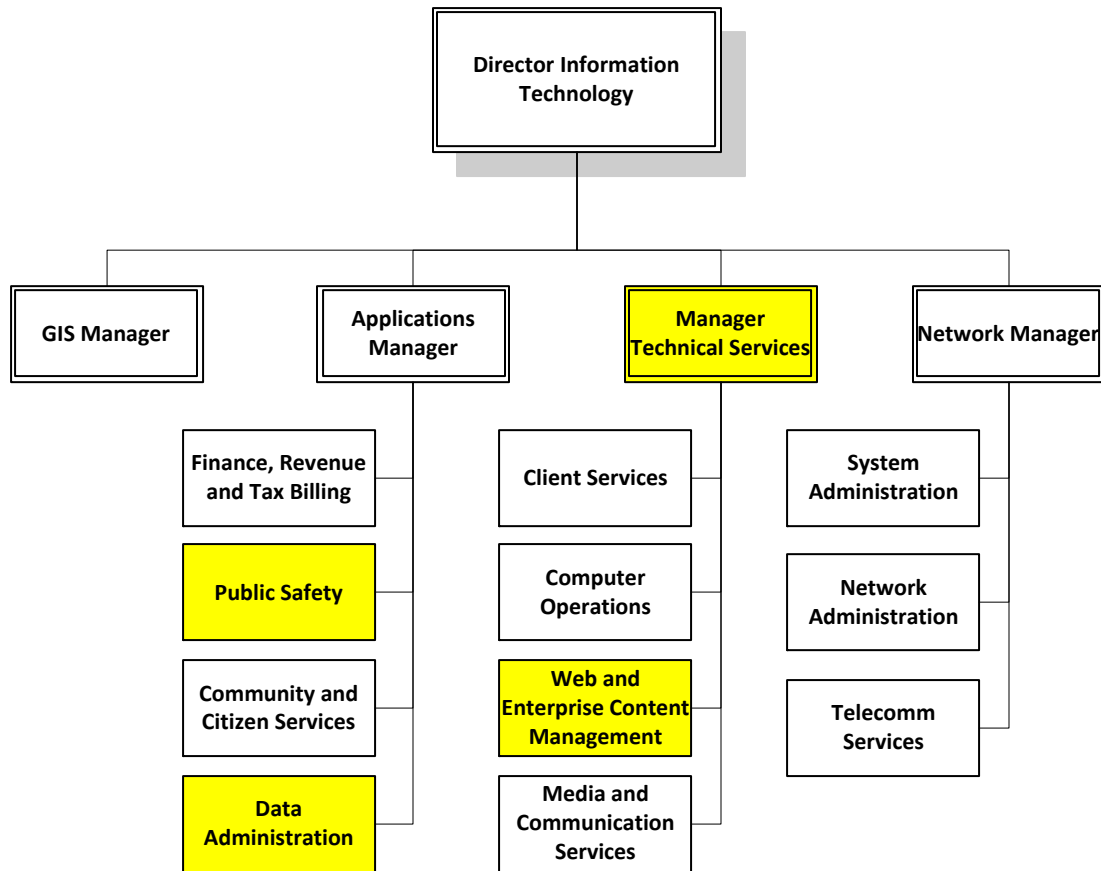 Director Information
Technology
GIS Manager
Applications
Manager
Manager
Technical Services
Network Manager
Finance, Revenue
and Tax Billing
Public Safety
Community and
Citizen Services
Data
Administration
Client Services
Computer
Operations
Web and
Enterprise Content
Management
Media and
Communication
Services
System
Administration
Network
Administration
Telecomm
Services